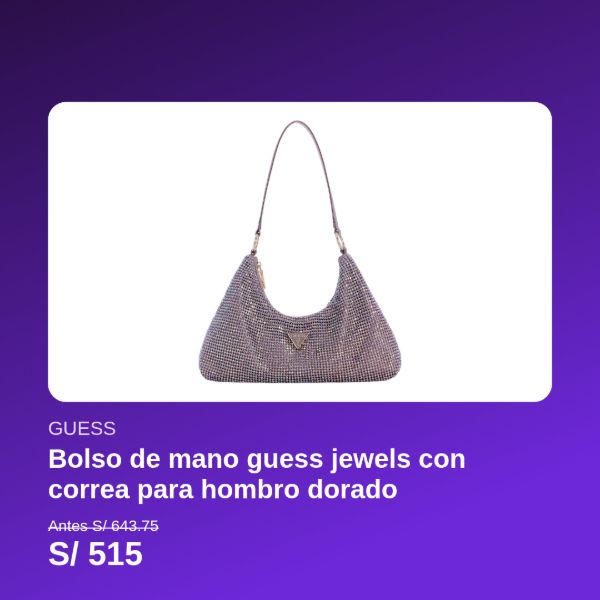 GUESS
Bolso de mano guess jewels con
correa para hombro dorado
Antes S/ 643.75
S/ 515